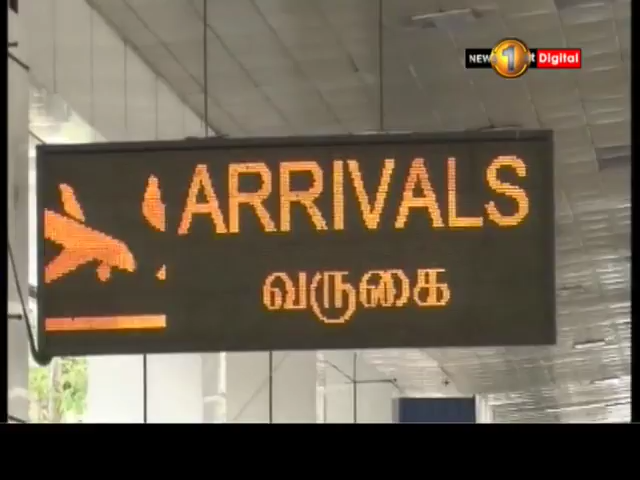 NEWS 1st Digital
ARRIVALS
வருகை